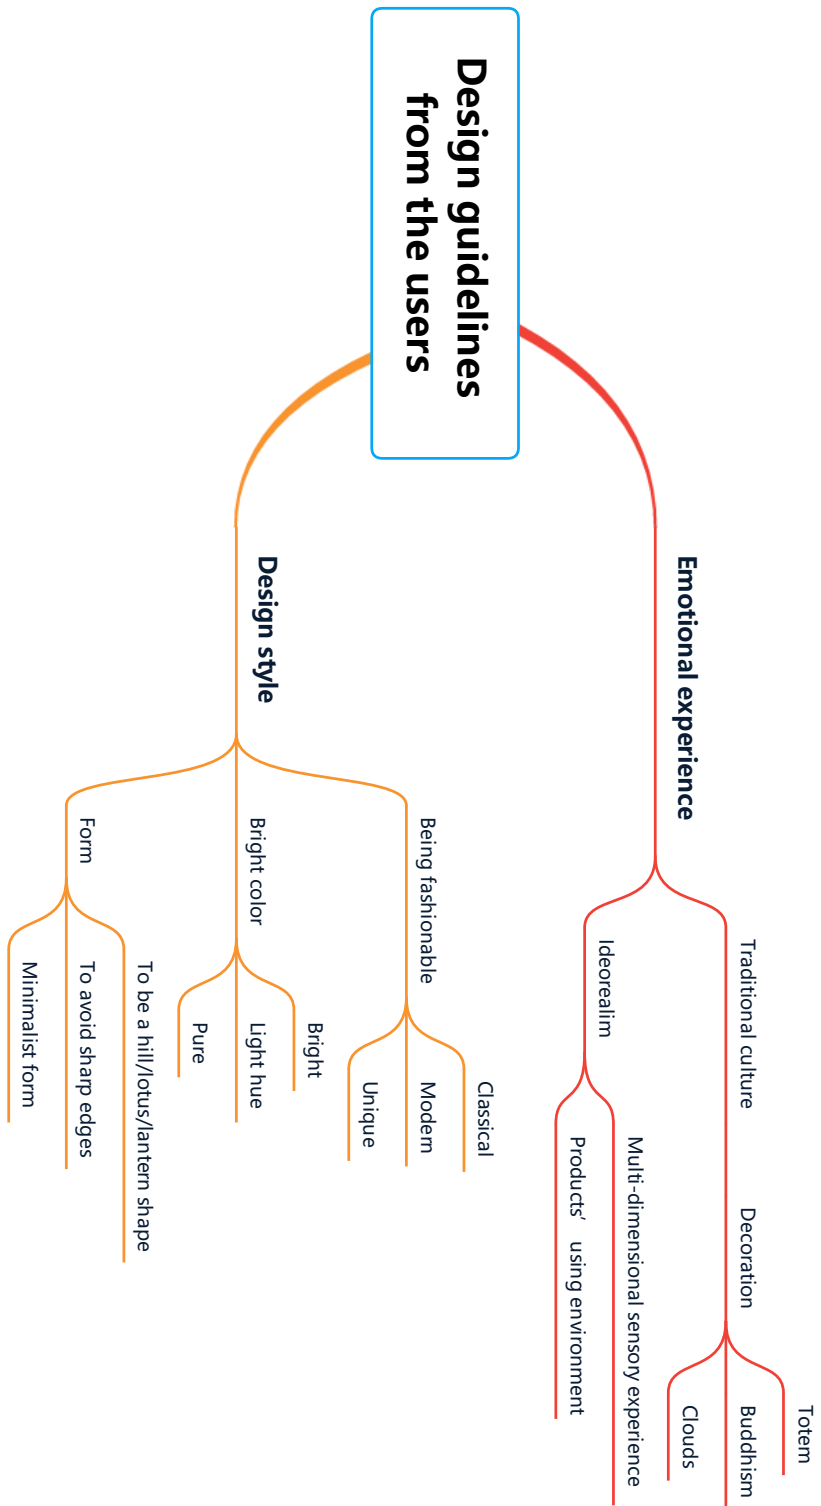 Design guidelines
from the users
Emotional experience
Traditional culture
Decoration
Totem
Buddhism
Clouds
Ideorealim
Multi-dimensional sensory experience
Products’ using environment
Design style
Being fashionable
Classical
Modern
Unique
Bright color
Bright
Light hue
Pure
Form
To be a hill/lotus/lantern shape
To avoid sharp edges
Minimalist form